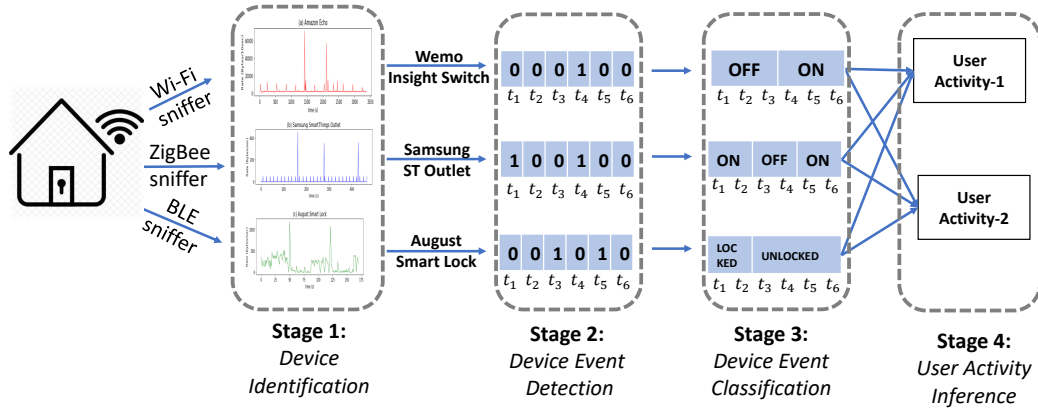 Wi-Fi
sniffer
ZigBee
sniffer
BLE
sniffer
(a) Amazon Echo
time (s)
(b) Samsung SmartThings Outlet
time (s)
(c) August Smart Lock
time (s)
Stage 1:
Device
Identification
Wemo
Insight Switch
Samsung
ST Outlet
August
Smart Lock
0 0 0 1 0 0
t₁ t₂ t₃ t₄ t₅ t₆
1 0 0 1 0 0
t₁ t₂ t₃ t₄ t₅ t₆
0 0 1 0 1 0
t₁ t₂ t₃ t₄ t₅ t₆
Stage 2:
Device Event
Detection
OFF ON
t₁ t₂ t₃ t₄ t₅ t₆
ON OFF ON
t₁ t₂ t₃ t₄ t₅ t₆
LOC
KED
UNLOCKED
t₁ t₂ t₃ t₄ t₅ t₆
Stage 3:
Device Event
Classification
User
Activity-1
User
Activity-2
Stage 4:
User Activity
Inference